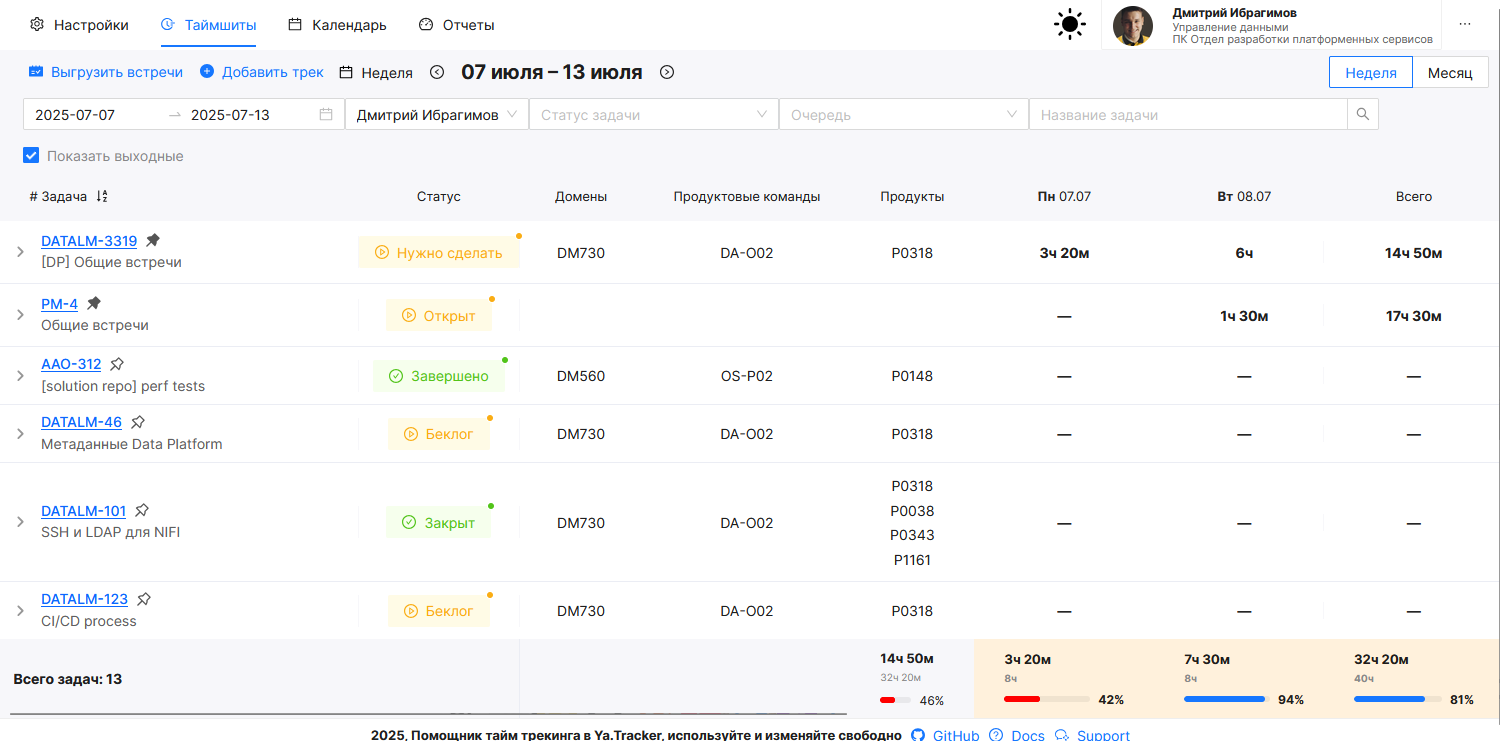 Настройки Таймшиты Календарь Отчеты
Дмитрий Ибрагимов
Управление данными
ПК Отдел разработки платформенных сервисов
Выгрузить встречи Добавить трек Неделя 07 июля – 13 июля Неделя Месяц
2025-07-07 → 2025-07-13 Дмитрий Ибрагимов Статус задачи Очередь Название задачи
Показать выходные
# Задача Статус Домены Продуктовые команды Продукты Пн 07.07 Вт 08.07 Всего
DATALM-3319
[DP] Общие встречи
Нужно сделать DM730 DA-O02 P0318 3ч 20м 6ч 14ч 50м
PM-4
Общие встречи
Открыт — 1ч 30м 17ч 30м
AAO-312
[solution repo] perf tests
Завершено DM560 OS-P02 P0148 — — —
DATALM-46
Метаданные Data Platform
Беклог DM730 DA-O02 P0318 — — —
DATALM-101
SSH и LDAP для NIFI
Закрыт DM730 DA-O02
P0318
P0038
P0343
P1161
— — —
DATALM-123
CI/CD process
Беклог DM730 DA-O02 P0318 — — —
Всего задач: 13
14ч 50м 3ч 20м 7ч 30м 32ч 20м
32ч 20м 8ч 8ч 40ч
46% 42% 94% 81%
2025, Помощник тайм трекинга в Ya.Tracker, используйте и изменяйте свободно GitHub Docs Support